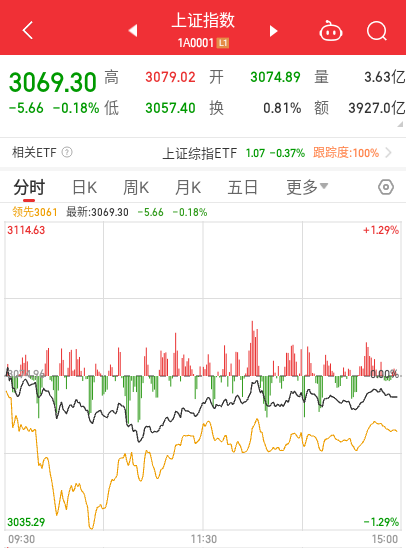 上证指数
1A0001 L1
3069.30 高 3079.02 开 3074.89 量 3.63亿
-5.66 -0.18% 低 3057.40 换 0.81% 额 3927.0亿
相关ETF ? 上证综指ETF 1.07 -0.37% 跟踪度:100%
分时 日K 周K 月K 五日 更多
领先3061 最新:3069.30 -5.66 -0.18%
3114.63 +1.29%
3074.96 0.00%
3035.29 -1.29%
09:30 11:30 15:00